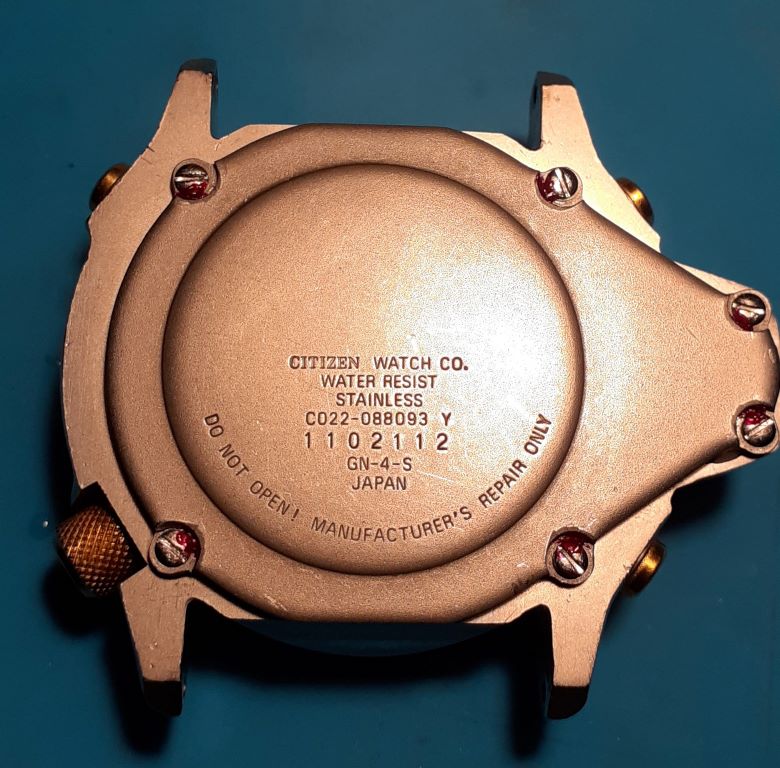 CITIZEN WATCH CO.
WATER RESIST
STAINLESS
C022-088093 Y
1102112
GN-4-S
JAPAN
DO NOT OPEN! MANUFACTURER'S REPAIR ONLY